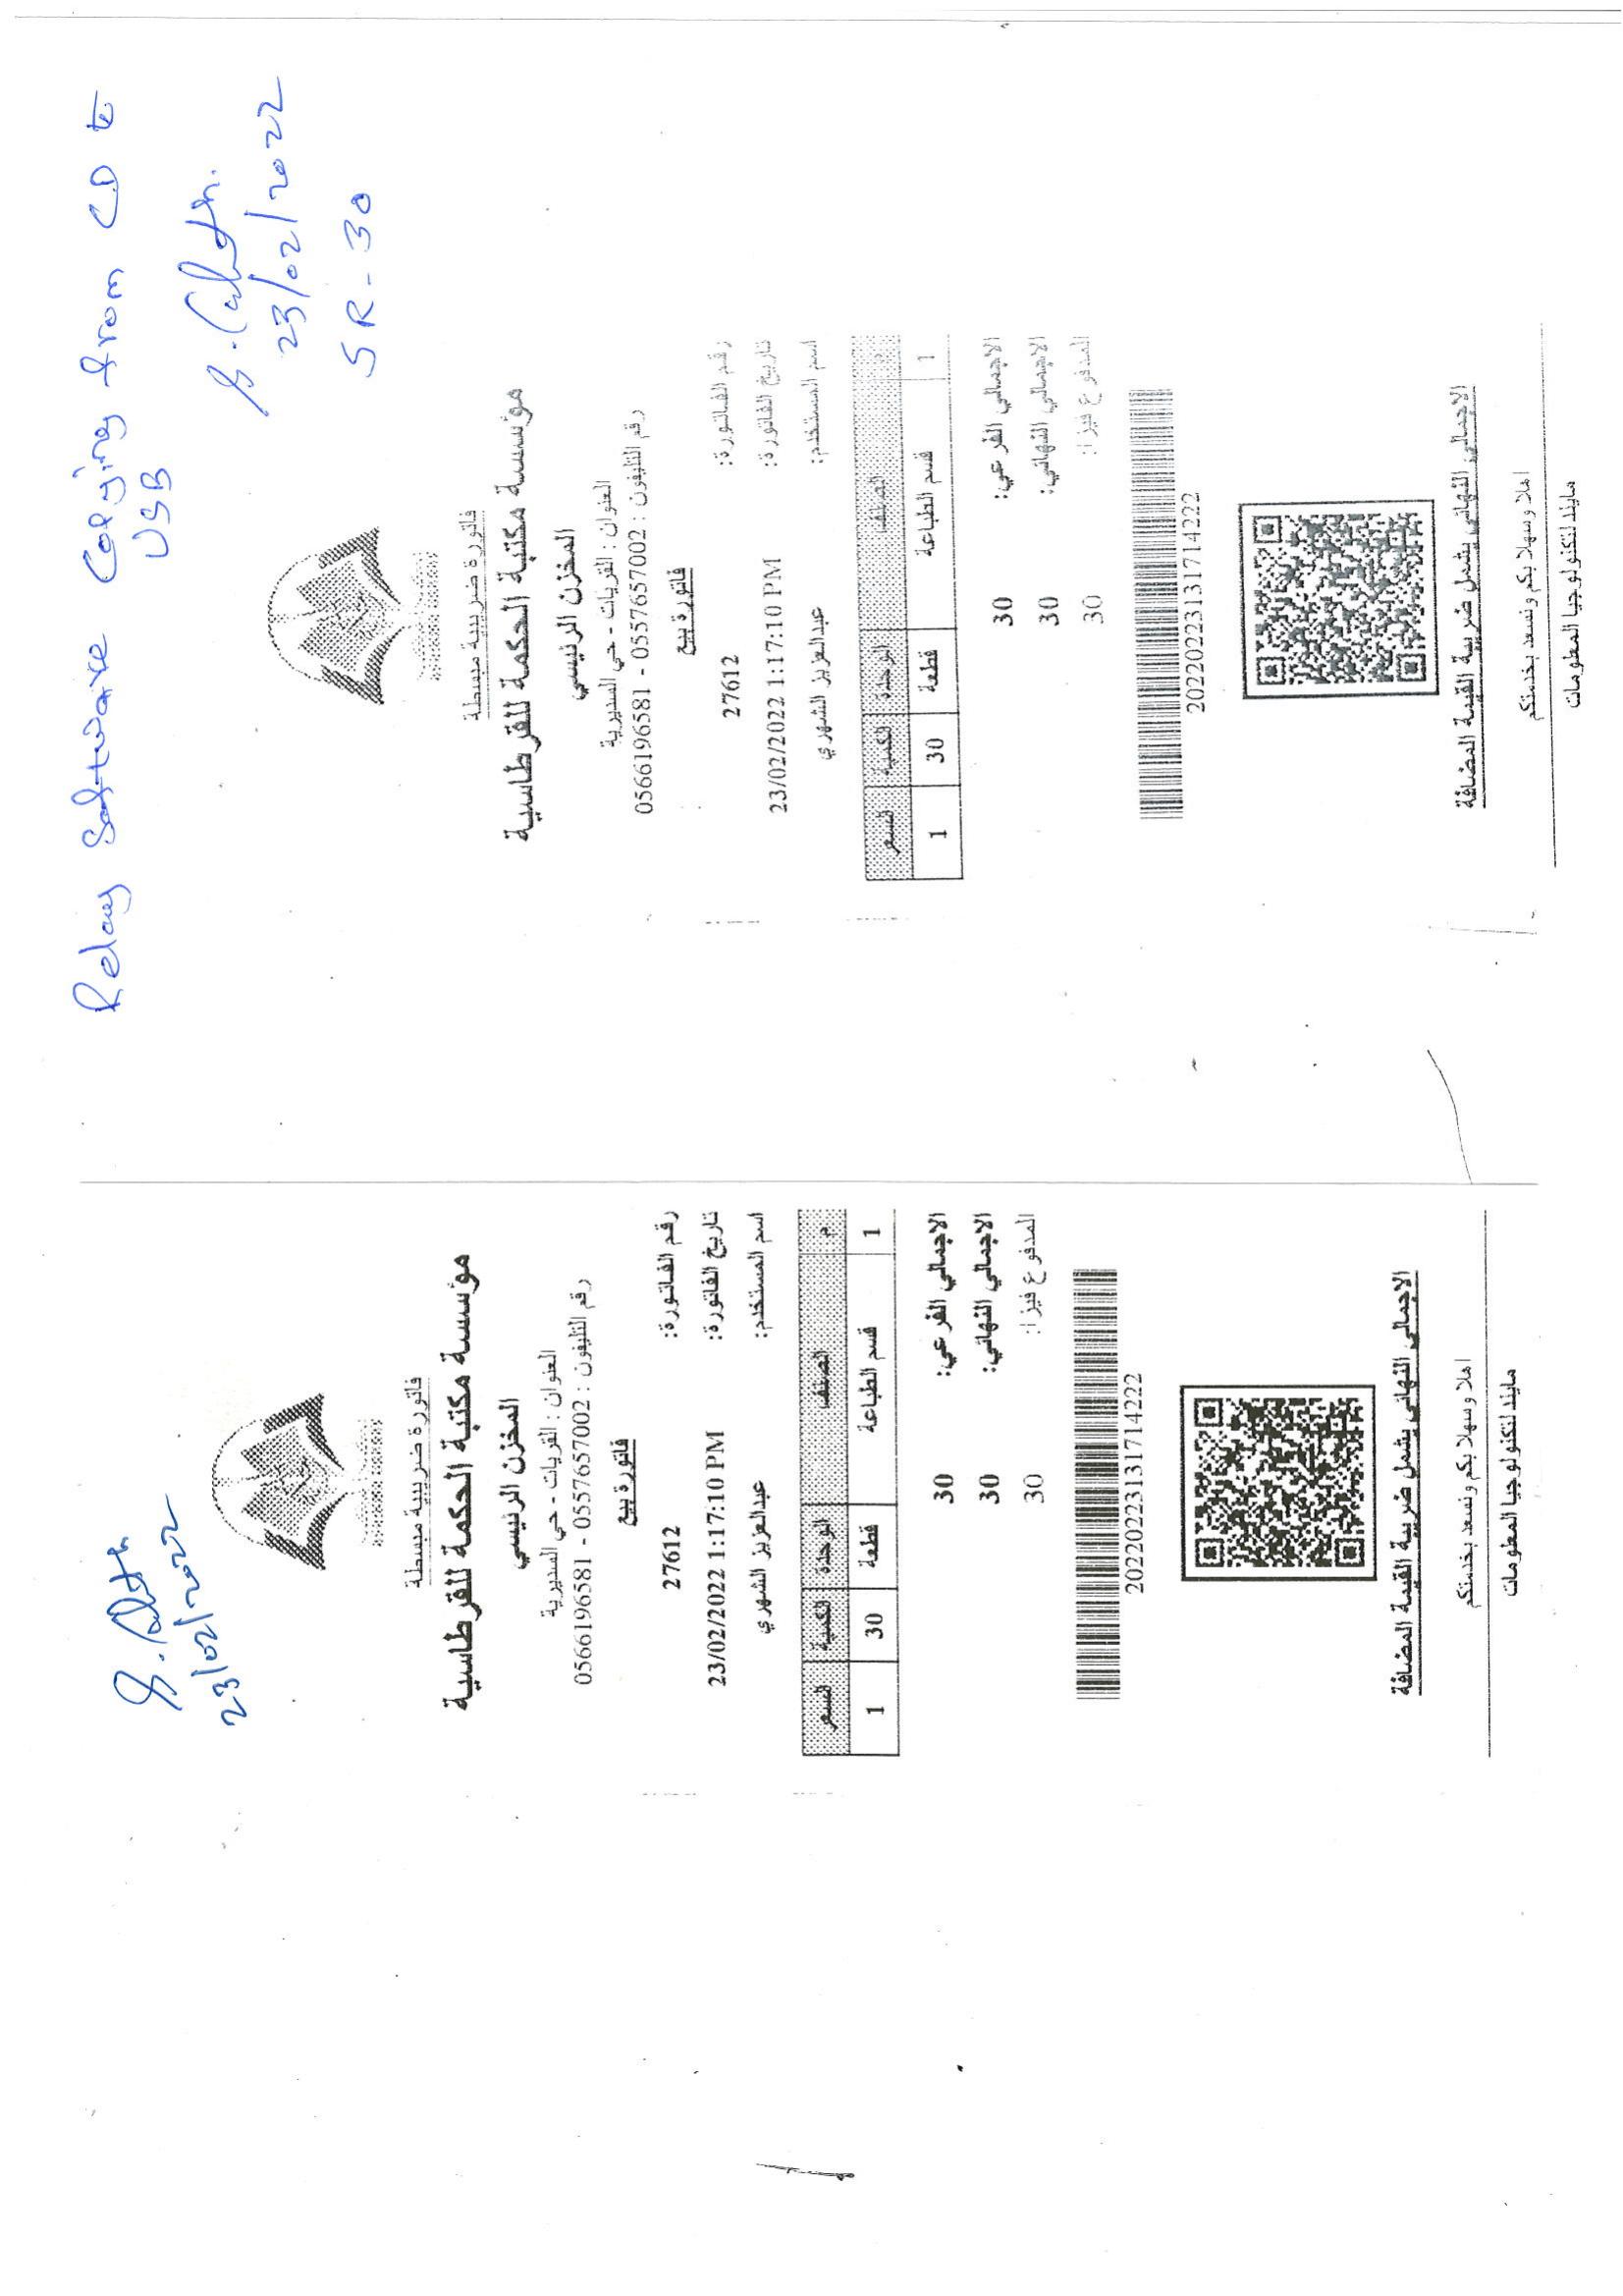 23/02/2022
فاتورة ضريبية مبسطة
مؤسسة مكتبة الحكمة للقرطاسية
المخزن الرئيسي
العنوان : القريات - حي السديرية
رقم التليفون : 0557657002 - 0566196581
فاتورة بيع
رقم الفاتورة: 27612
تاريخ الفاتورة: 23/02/2022 1:17:10 PM
اسم المستخدم: عبدالعزيز الشهري
م الصنف الوحدة الكمية السعر
1 قسم الطباعة قطعة 30 1
الاجمالي الفرعي: 30
الاجمالي النهائي: 30
المدفوع فيزا: 30
20220223131714222
الاجمالي النهائي يشمل ضريبة القيمة المضافة
اهلا وسهلا بكم ونسعد بخدمتكم
مايند لتكنولوجيا المعلومات
Relay Software Copying from CD to
USB
23/02/2022
SR - 30
فاتورة ضريبية مبسطة
مؤسسة مكتبة الحكمة للقرطاسية
المخزن الرئيسي
العنوان : القريات - حي السديرية
رقم التليفون : 0557657002 - 0566196581
فاتورة بيع
رقم الفاتورة: 27612
تاريخ الفاتورة: 23/02/2022 1:17:10 PM
اسم المستخدم: عبدالعزيز الشهري
م الصنف الوحدة الكمية السعر
1 قسم الطباعة قطعة 30 1
الاجمالي الفرعي: 30
الاجمالي النهائي: 30
المدفوع فيزا: 30
20220223131714222
الاجمالي النهائي يشمل ضريبة القيمة المضافة
اهلا وسهلا بكم ونسعد بخدمتكم
مايند لتكنولوجيا المعلومات